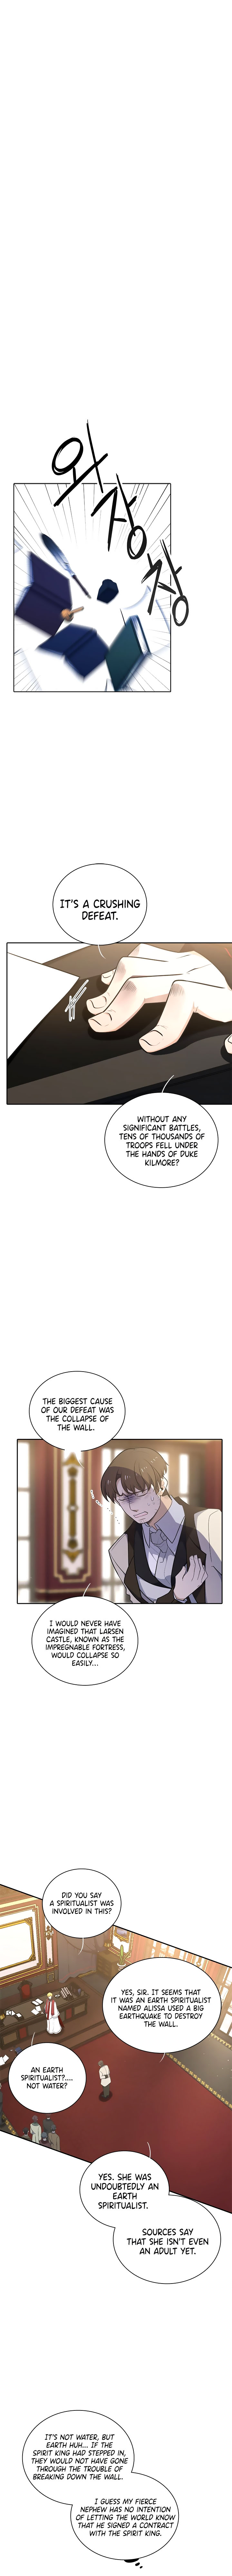 와장창
IT'S A CRUSHING
DEFEAT.
WITHOUT ANY
SIGNIFICANT BATTLES,
TENS OF THOUSANDS OF
TROOPS FELL UNDER
THE HANDS OF DUKE
KILMORE?
THE BIGGEST CAUSE
OF OUR DEFEAT WAS
THE COLLAPSE OF
THE WALL.
I WOULD NEVER HAVE
IMAGINED THAT LARSEN
CASTLE, KNOWN AS THE
IMPREGNABLE FORTRESS,
WOULD COLLAPSE SO
EASILY...
DID YOU SAY
A SPIRITUALIST WAS
INVOLVED IN THIS?
YES, SIR. IT SEEMS THAT
IT WAS AN EARTH SPIRITUALIST
NAMED ALISSA USED A BIG
EARTHQUAKE TO DESTROY
THE WALL.
AN EARTH
SPIRITUALIST?....
NOT WATER?
YES. SHE WAS
UNDOUBTEDLY AN
EARTH
SPIRITUALIST.
SOURCES SAY
THAT SHE ISN'T EVEN
AN ADULT YET.
IT'S NOT WATER, BUT
EARTH HUH... IF THE
SPIRIT KING HAD STEPPED IN,
THEY WOULD NOT HAVE GONE
THROUGH THE TROUBLE OF
BREAKING DOWN THE WALL.
I GUESS MY FIERCE
NEPHEW HAS NO INTENTION
OF LETTING THE WORLD KNOW
THAT HE SIGNED A CONTRACT
WITH THE SPIRIT KING.